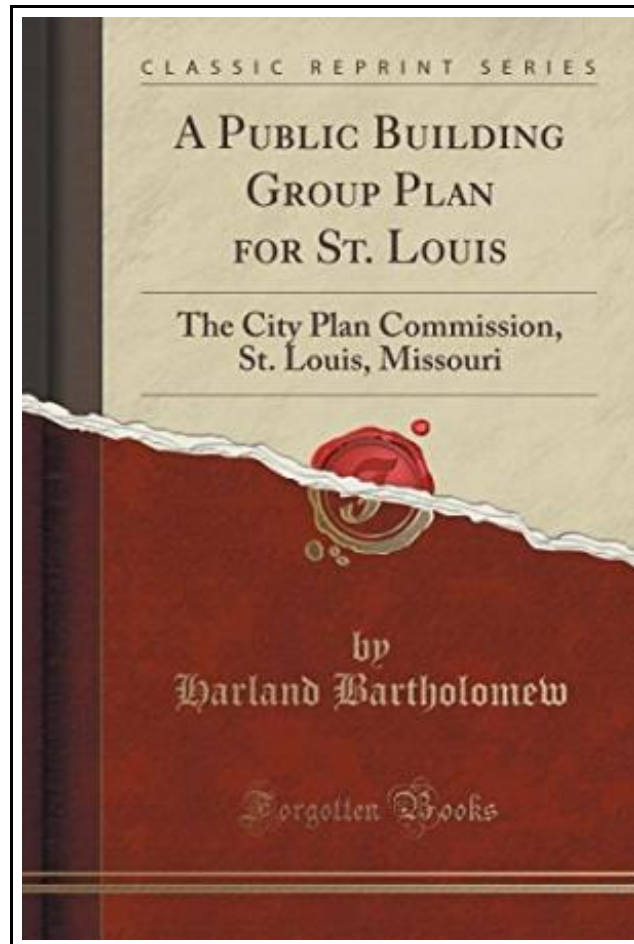 CLASSIC REPRINT SERIES
A PUBLIC BUILDING
GROUP PLAN
FOR ST. LOUIS
The City Plan Commission,
St. Louis, Missouri
by
Harland Bartholomew
Forgotten Books